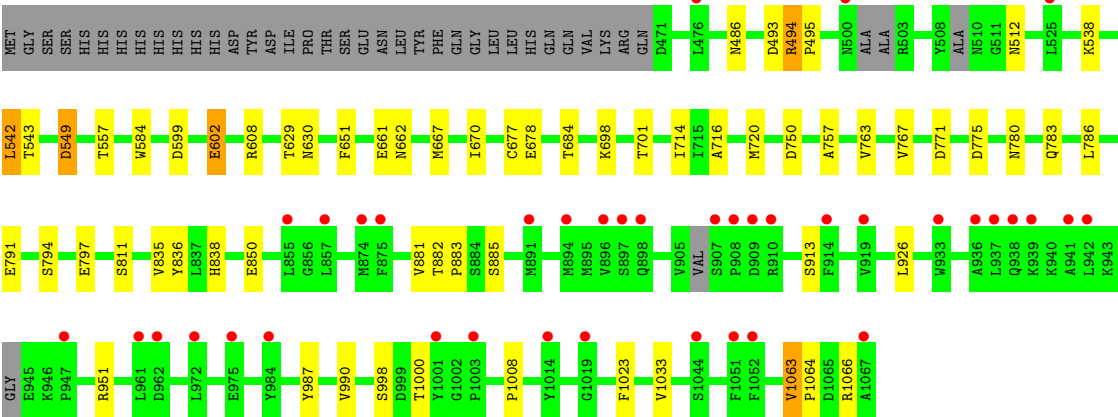 MET GLY SER SER HIS HIS HIS HIS HIS HIS HIS HIS ASP TYR ASP ILE PRO THR SER GLU ASN LEU TYR PHE GLN GLY LEU LEU HIS GLN GLN VAL LYS ARG GLN D471 L476 N486 D493 R494 P495 N500 ALA ALA R503 Y508 ALA N510 G511 N512 L525 K538
L542 T543 D549 T557 W584 D599 E602 R608 T629 N630 F651 E661 N662 M667 I670 C677 E678 T684 K698 T701 I714 I715 A716 M720 D750 A757 V763 V767 D771 D775 N780 Q783 L786
E791 S794 E797 S811 V835 Y836 L837 H838 E850 L855 G856 L857 M874 F875 V881 T882 P883 S884 S885 M891 M894 M895 V896 S897 Q898 V905 VAL S907 P908 D909 R910 S913 F914 V919 L926 W933 A936 L937 Q938 K939 K940 A941 L942 K943
GLY E945 K946 P947 R951 L961 D962 L972 E975 Y984 Y987 V990 S998 D999 T1000 Y1001 G1002 P1003 P1008 Y1014 G1019 F1023 V1033 S1044 F1051 F1052 V1063 P1064 D1065 R1066 A1067